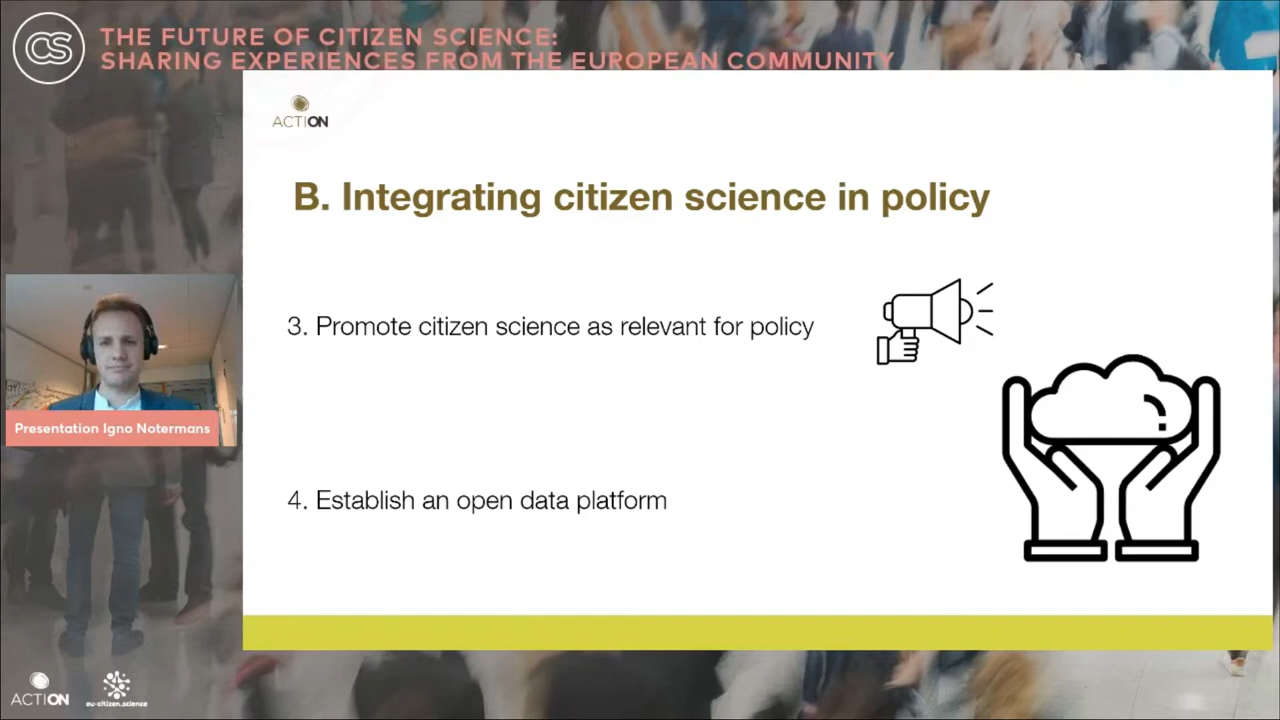 CS
THE FUTURE OF CITIZEN SCIENCE:
SHARING EXPERIENCES FROM THE EUROPEAN COMMUNITY
ACTION
B. Integrating citizen science in policy
3. Promote citizen science as relevant for policy
Presentation Igno Notermans
4. Establish an open data platform
ACTION
eu-citizen.science